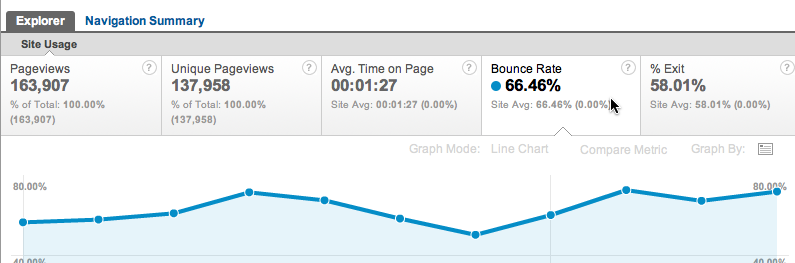 Explorer Navigation Summary
Site Usage
Pageviews ? Unique Pageviews ? Avg. Time on Page ? Bounce Rate ? % Exit ?
163,907 137,958 00:01:27 66.46% 58.01%
% of Total: 100.00% % of Total: 100.00% Site Avg: 00:01:27 (0.00%) Site Avg: 66.46% (0.00%) Site Avg: 58.01% (0.00%)
(163,907) (137,958)
Graph Mode: Line Chart Compare Metric Graph By:
80.00% 80.00%
40.00% 40.00%